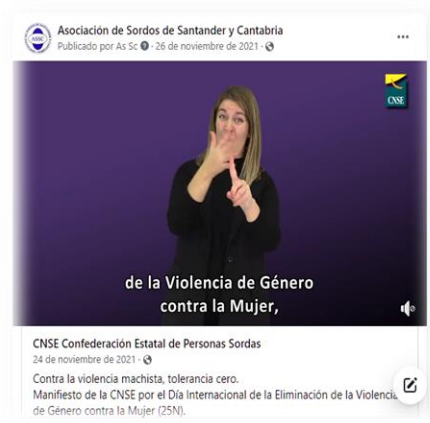 Asociación de Sordos de Santander y Cantabria
Publicado por As Sc · 26 de noviembre de 2021 ·
CNSE
de la Violencia de Género
contra la Mujer,
CNSE Confederación Estatal de Personas Sordas
24 de noviembre de 2021 ·
Contra la violencia machista, tolerancia cero.
Manifiesto de la CNSE por el Día Internacional de la Eliminación de la Violencia
de Género contra la Mujer (25N).